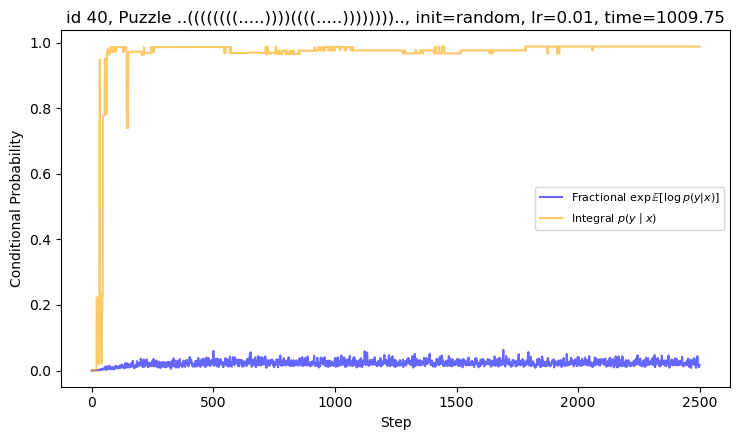 id 40, Puzzle ..((((((((.....))))((((.....)))))))).., init=random, lr=0.01, time=1009.75
1.0
0.8
0.6
0.4
0.2
0.0
Conditional Probability
Fractional exp𝔼[log p(y|x)]
Integral p(y | x)
0
500
1000
1500
2000
2500
Step